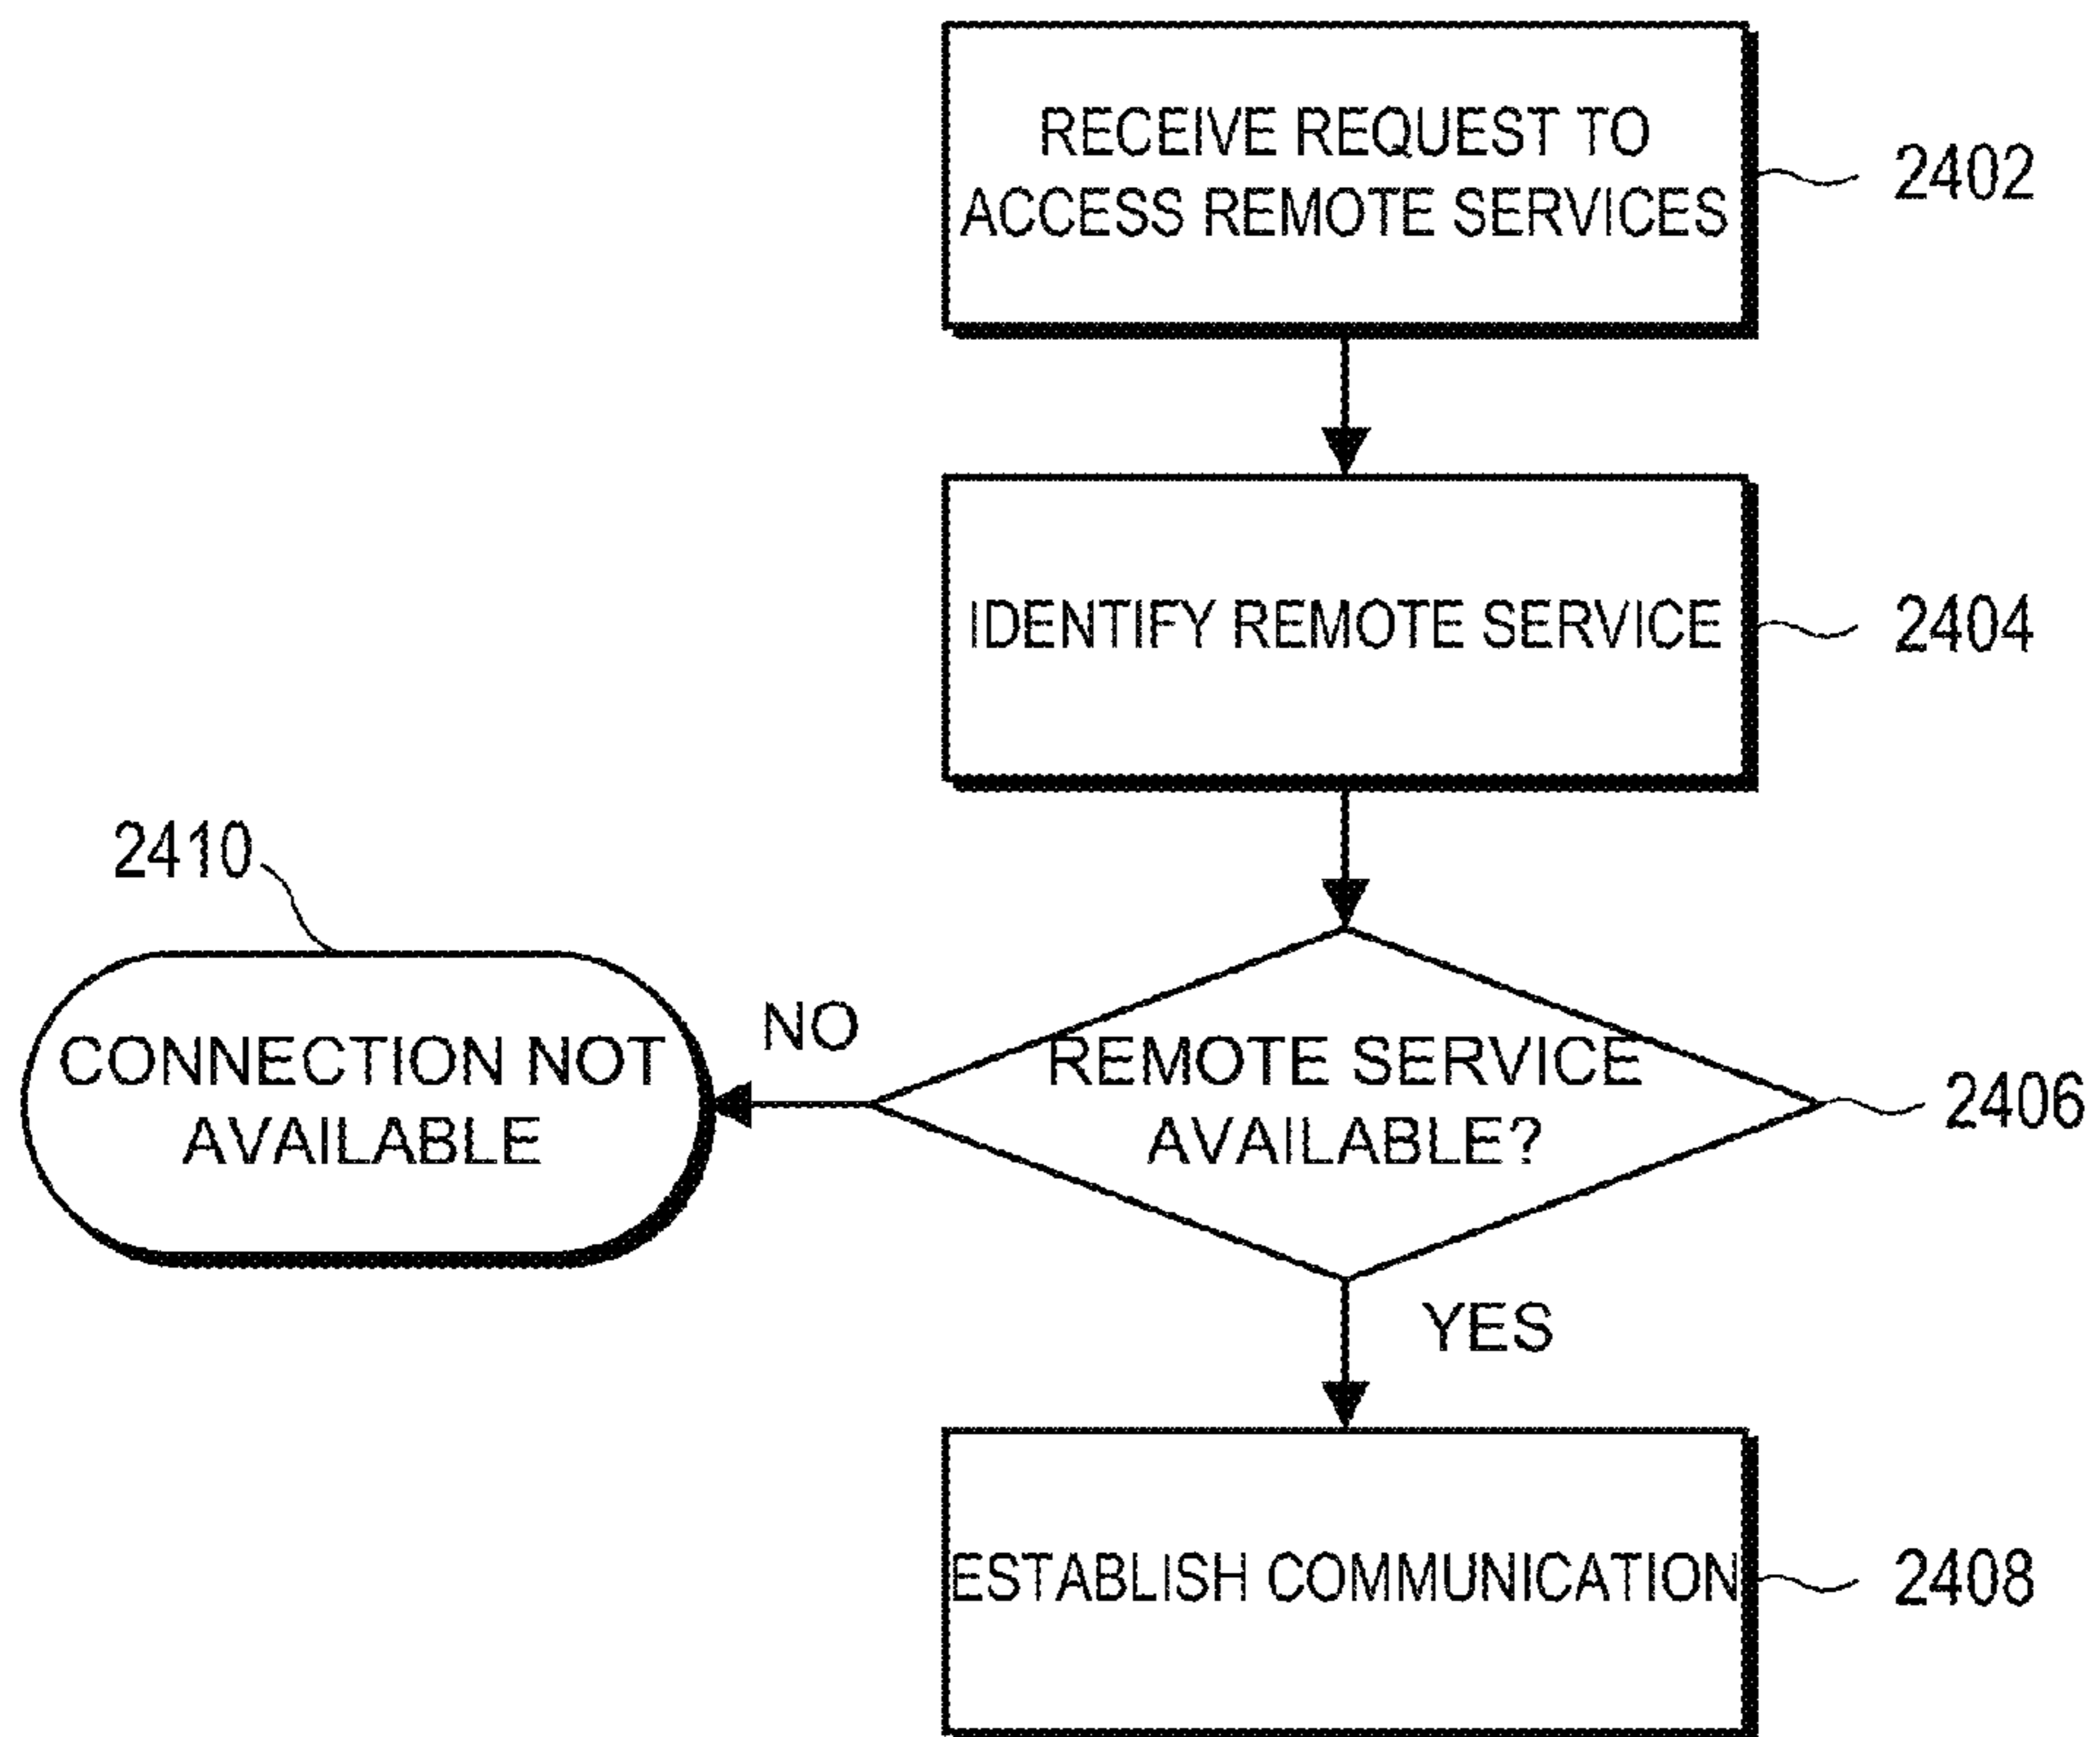 RECEIVE REQUEST TO
ACCESS REMOTE SERVICES
2402
IDENTIFY REMOTE SERVICE
2404
2410
CONNECTION NOT
AVAILABLE
NO
REMOTE SERVICE
AVAILABLE?
2406
YES
ESTABLISH COMMUNICATION
2408